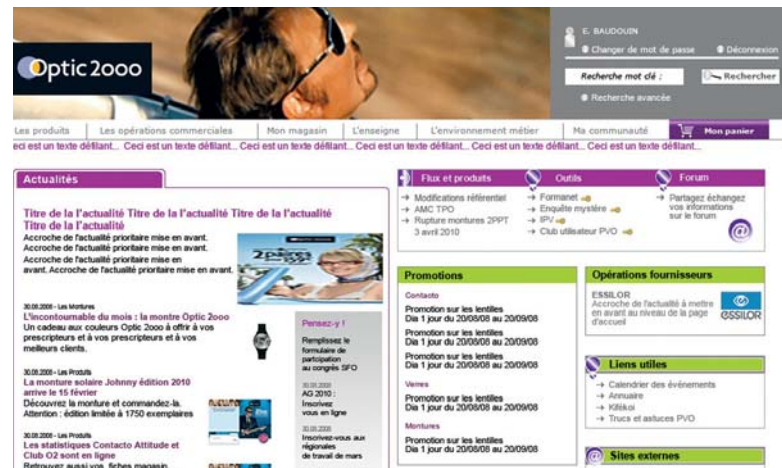 Optic 2ooo
E. BAUDOUIN
Changer de mot de passe
Déconnexion
Recherche mot clé :
Rechercher
Recherche avancée
Les produits
Les opérations commerciales
Mon magasin
L'enseigne
L'environnement métier
Ma communauté
Mon panier
eci est un texte défilant... Ceci est un texte défilant... Ceci est un texte défilant... Ceci est un texte défilant... Ceci est un texte défilant... Ceci est un texte défilant...
Actualités
Titre de la l'actualité Titre de la l'actualité Titre de la l'actualité
Titre de la l'actualité
Accroche de l'actualité prioritaire mise en avant.
Accroche de l'actualité prioritaire mise en avant.
Accroche de l'actualité prioritaire mise en
avant. Accroche de l'actualité prioritaire mise en avant.
2paires
30.08.2008 - Les Montures
L'incontournable du mois : la montre Optic 2ooo
Un cadeau aux couleurs Optic 2ooo à offrir à vos
prescripteurs et à vos prescripteurs et à vos
meilleurs clients.
30.08.2008 - Les Produits
La monture solaire Johnny édition 2010
arrive le 15 février
Découvrez la monture et commandez-la.
Attention : édition limitée à 1750 exemplaires
30.08.2008 - Les Produits
Les statistiques Contacto Attitude et
Club O2 sont en ligne
Retrouvez aussi vos fiches magasin
Pensez-y !
Remplissez le
formulaire de
participation
au congrès SFO
30.08.2008
AG 2010 :
Inscrivez
vous en ligne
30.08.2008
Inscrivez-vous aux
régionales
de travail de mars
Flux et produits
Modifications référentiel
AMC TPO
Rupture montures 2PPT
3 avril 2010
Outils
Formanet
Enquête mystère
IPV
Club utilisateur PVO
Forum
Partagez échangez
vos informations
sur le forum
@
Promotions
Contacto
Promotion sur les lentilles
Dia 1 jour du 20/08/08 au 20/09/08
Promotion sur les lentilles
Dia 1 jour du 20/08/08 au 20/09/08
Promotion sur les lentilles
Dia 1 jour du 20/08/08 au 20/09/08
Verres
Promotion sur les lentilles
Dia 1 jour du 20/08/08 au 20/09/08
Montures
Promotion sur les lentilles
Dia 1 jour du 20/08/08 au 20/09/08
Opérations fournisseurs
ESSILOR
Accroche de l'actualité à mettre
en avant au niveau de la page
d'accueil
essilor
Liens utiles
Calendrier des événements
Annuaire
Kifékoi
Trucs et astuces PVO
@
Sites externes